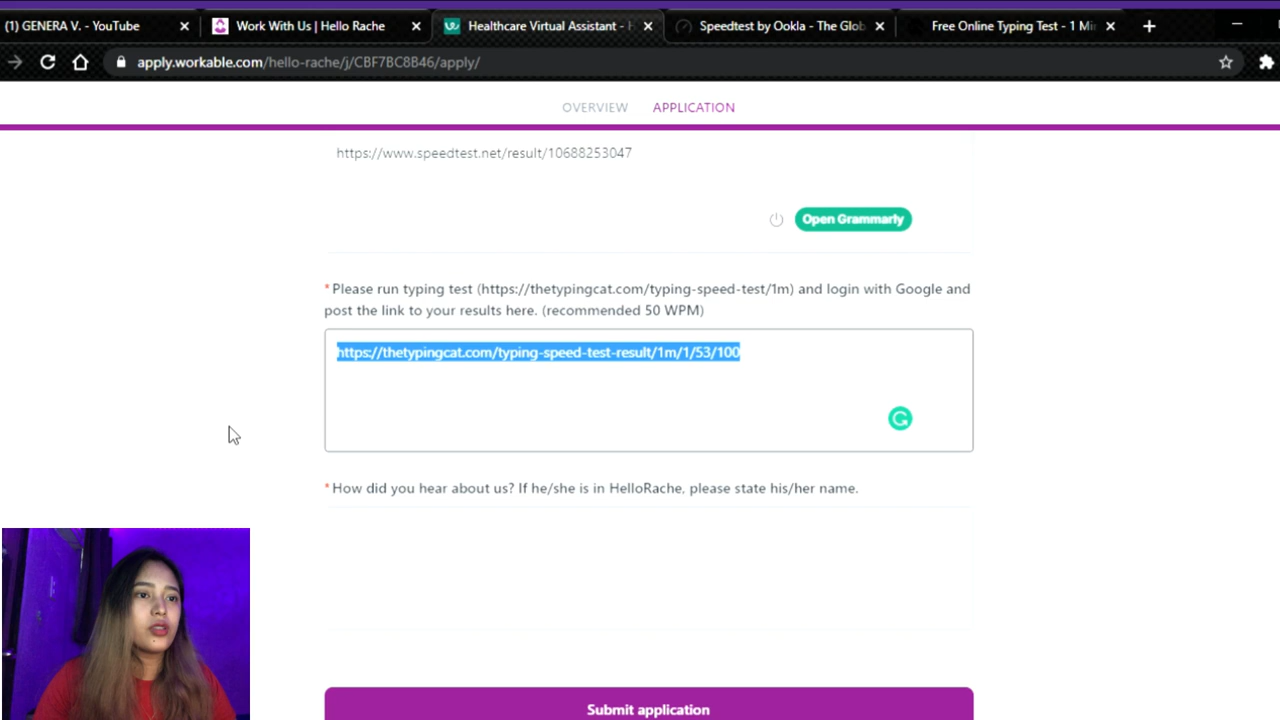 (1) GENERA V. - YouTube
Work With Us | Hello Rache
Healthcare Virtual Assistant - H
Speedtest by Ookla - The Glob
Free Online Typing Test - 1 Mi
apply.workable.com/hello-rache/j/CBF7BC8B46/apply/
OVERVIEW
APPLICATION
https://www.speedtest.net/result/10688253047
Open Grammarly
*Please run typing test (https://thetypingcat.com/typing-speed-test/1m) and login with Google and
post the link to your results here. (recommended 50 WPM)
https://thetypingcat.com/typing-speed-test-result/1m/1/53/100
*How did you hear about us? If he/she is in HelloRache, please state his/her name.
Submit application